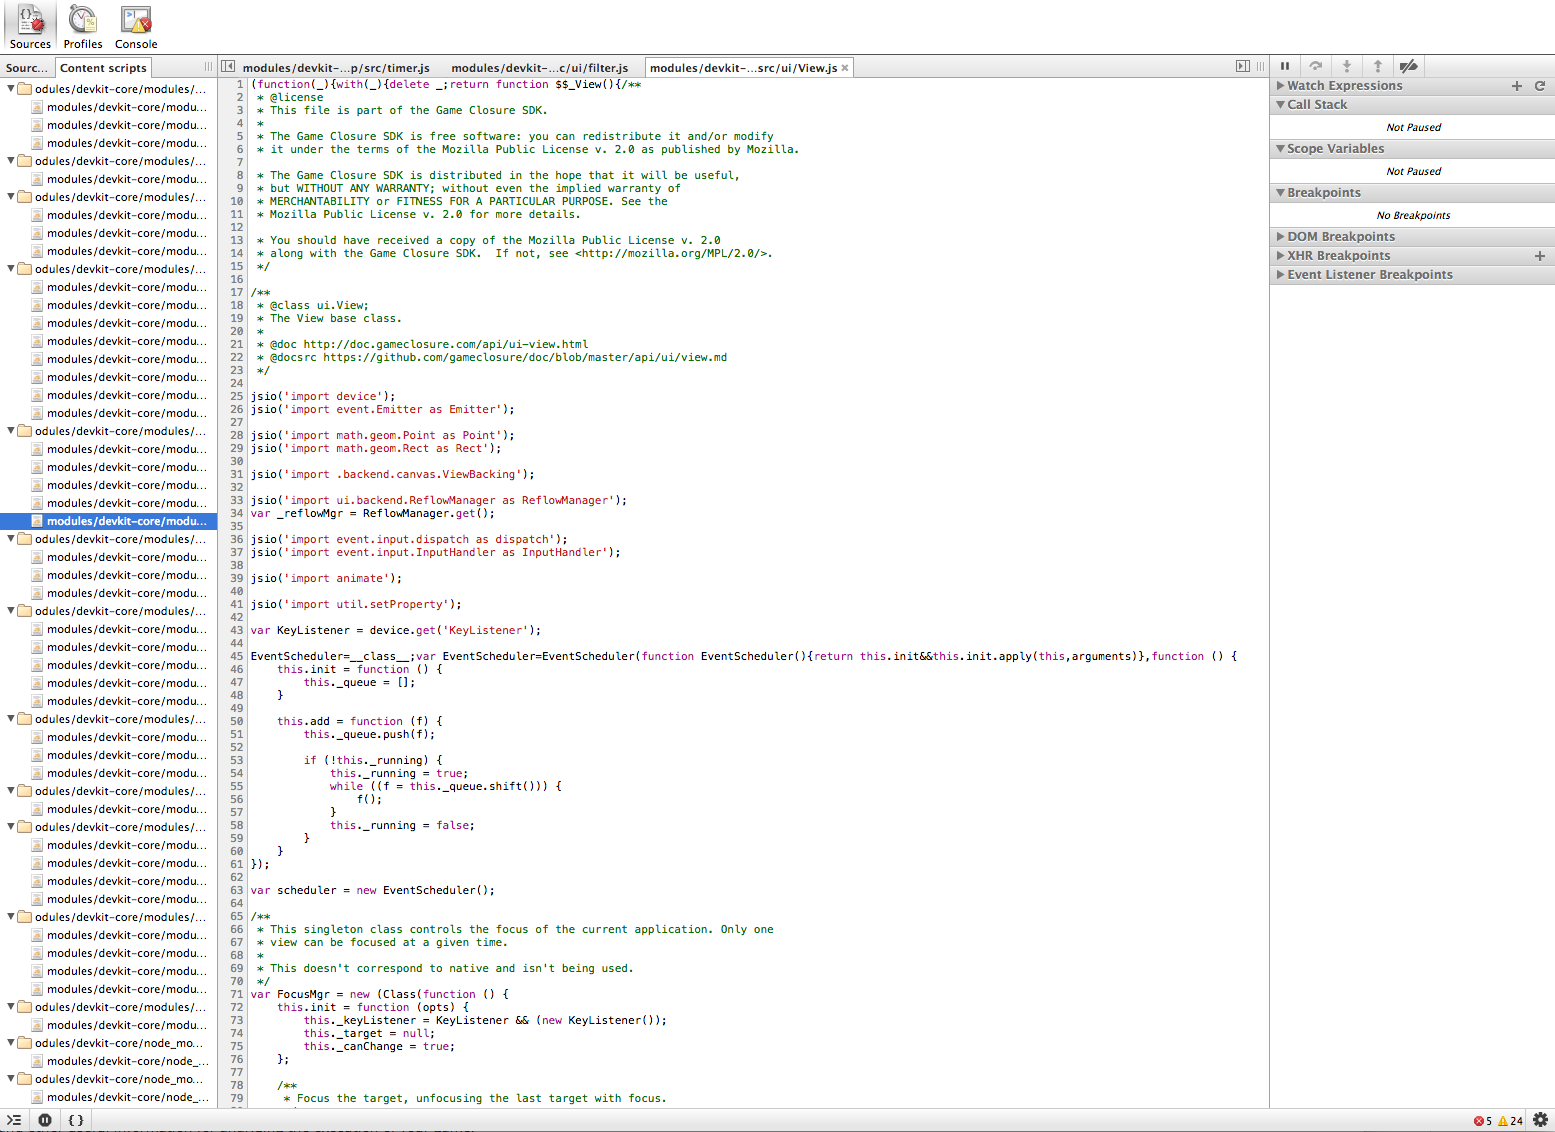 Sources Profiles Console
Sourc... Content scripts
modules/devkit-...p/src/timer.js modules/devkit-...c/ui/filter.js modules/devkit-...src/ui/View.js
odules/devkit-core/modules/...
modules/devkit-core/modu...
modules/devkit-core/modu...
modules/devkit-core/modu...
odules/devkit-core/modules/...
modules/devkit-core/modu...
odules/devkit-core/modules/...
modules/devkit-core/modu...
modules/devkit-core/modu...
modules/devkit-core/modu...
odules/devkit-core/modules/...
modules/devkit-core/modu...
modules/devkit-core/modu...
modules/devkit-core/modu...
modules/devkit-core/modu...
modules/devkit-core/modu...
modules/devkit-core/modu...
modules/devkit-core/modu...
modules/devkit-core/modu...
odules/devkit-core/modules/...
modules/devkit-core/modu...
modules/devkit-core/modu...
modules/devkit-core/modu...
modules/devkit-core/modu...
modules/devkit-core/modu...
odules/devkit-core/modules/...
modules/devkit-core/modu...
modules/devkit-core/modu...
modules/devkit-core/modu...
odules/devkit-core/modules/...
modules/devkit-core/modu...
modules/devkit-core/modu...
modules/devkit-core/modu...
modules/devkit-core/modu...
modules/devkit-core/modu...
odules/devkit-core/modules/...
modules/devkit-core/modu...
modules/devkit-core/modu...
modules/devkit-core/modu...
odules/devkit-core/modules/...
modules/devkit-core/modu...
odules/devkit-core/modules/...
modules/devkit-core/modu...
modules/devkit-core/modu...
modules/devkit-core/modu...
modules/devkit-core/modu...
odules/devkit-core/modules/...
modules/devkit-core/modu...
modules/devkit-core/modu...
modules/devkit-core/modu...
modules/devkit-core/modu...
odules/devkit-core/modules/...
modules/devkit-core/modu...
odules/devkit-core/node_mo...
modules/devkit-core/node_...
odules/devkit-core/node_mo...
modules/devkit-core/node_...
1 (function(_){with(_){delete _;return function $$_View(){/**
2 * @license
3 * This file is part of the Game Closure SDK.
4 *
5 * The Game Closure SDK is free software: you can redistribute it and/or modify
6 * it under the terms of the Mozilla Public License v. 2.0 as published by Mozilla.
7
8 * The Game Closure SDK is distributed in the hope that it will be useful,
9 * but WITHOUT ANY WARRANTY; without even the implied warranty of
10 * MERCHANTABILITY or FITNESS FOR A PARTICULAR PURPOSE. See the
11 * Mozilla Public License v. 2.0 for more details.
12
13 * You should have received a copy of the Mozilla Public License v. 2.0
14 * along with the Game Closure SDK. If not, see <http://mozilla.org/MPL/2.0/>.
15 */
16
17 /**
18 * @class ui.View;
19 * The View base class.
20 *
21 * @doc http://doc.gameclosure.com/api/ui-view.html
22 * @docsrc https://github.com/gameclosure/doc/blob/master/api/ui/view.md
23 */
24
25 jsio('import device');
26 jsio('import event.Emitter as Emitter');
27
28 jsio('import math.geom.Point as Point');
29 jsio('import math.geom.Rect as Rect');
30
31 jsio('import .backend.canvas.ViewBacking');
32
33 jsio('import ui.backend.ReflowManager as ReflowManager');
34 var _reflowMgr = ReflowManager.get();
35
36 jsio('import event.input.dispatch as dispatch');
37 jsio('import event.input.InputHandler as InputHandler');
38
39 jsio('import animate');
40
41 jsio('import util.setProperty');
42
43 var KeyListener = device.get('KeyListener');
44
45 EventScheduler=__class__;var EventScheduler=EventScheduler(function EventScheduler(){return this.init&&this.init.apply(this,arguments)},function () {
46 this.init = function () {
47 this._queue = [];
48 }
49
50 this.add = function (f) {
51 this._queue.push(f);
52
53 if (!this._running) {
54 this._running = true;
55 while ((f = this._queue.shift())) {
56 f();
57 }
58 this._running = false;
59 }
60 }
61 });
62
63 var scheduler = new EventScheduler();
64
65 /**
66 * This singleton class controls the focus of the current application. Only one
67 * view can be focused at a given time.
68 *
69 * This doesn't correspond to native and isn't being used.
70 */
71 var FocusMgr = new (Class(function () {
72 this.init = function (opts) {
73 this._keyListener = KeyListener && (new KeyListener());
74 this._target = null;
75 this._canChange = true;
76 };
77
78 /**
79 * Focus the target, unfocusing the last target with focus.
Watch Expressions
Call Stack
Not Paused
Scope Variables
Not Paused
Breakpoints
No Breakpoints
DOM Breakpoints
XHR Breakpoints
Event Listener Breakpoints
5 24